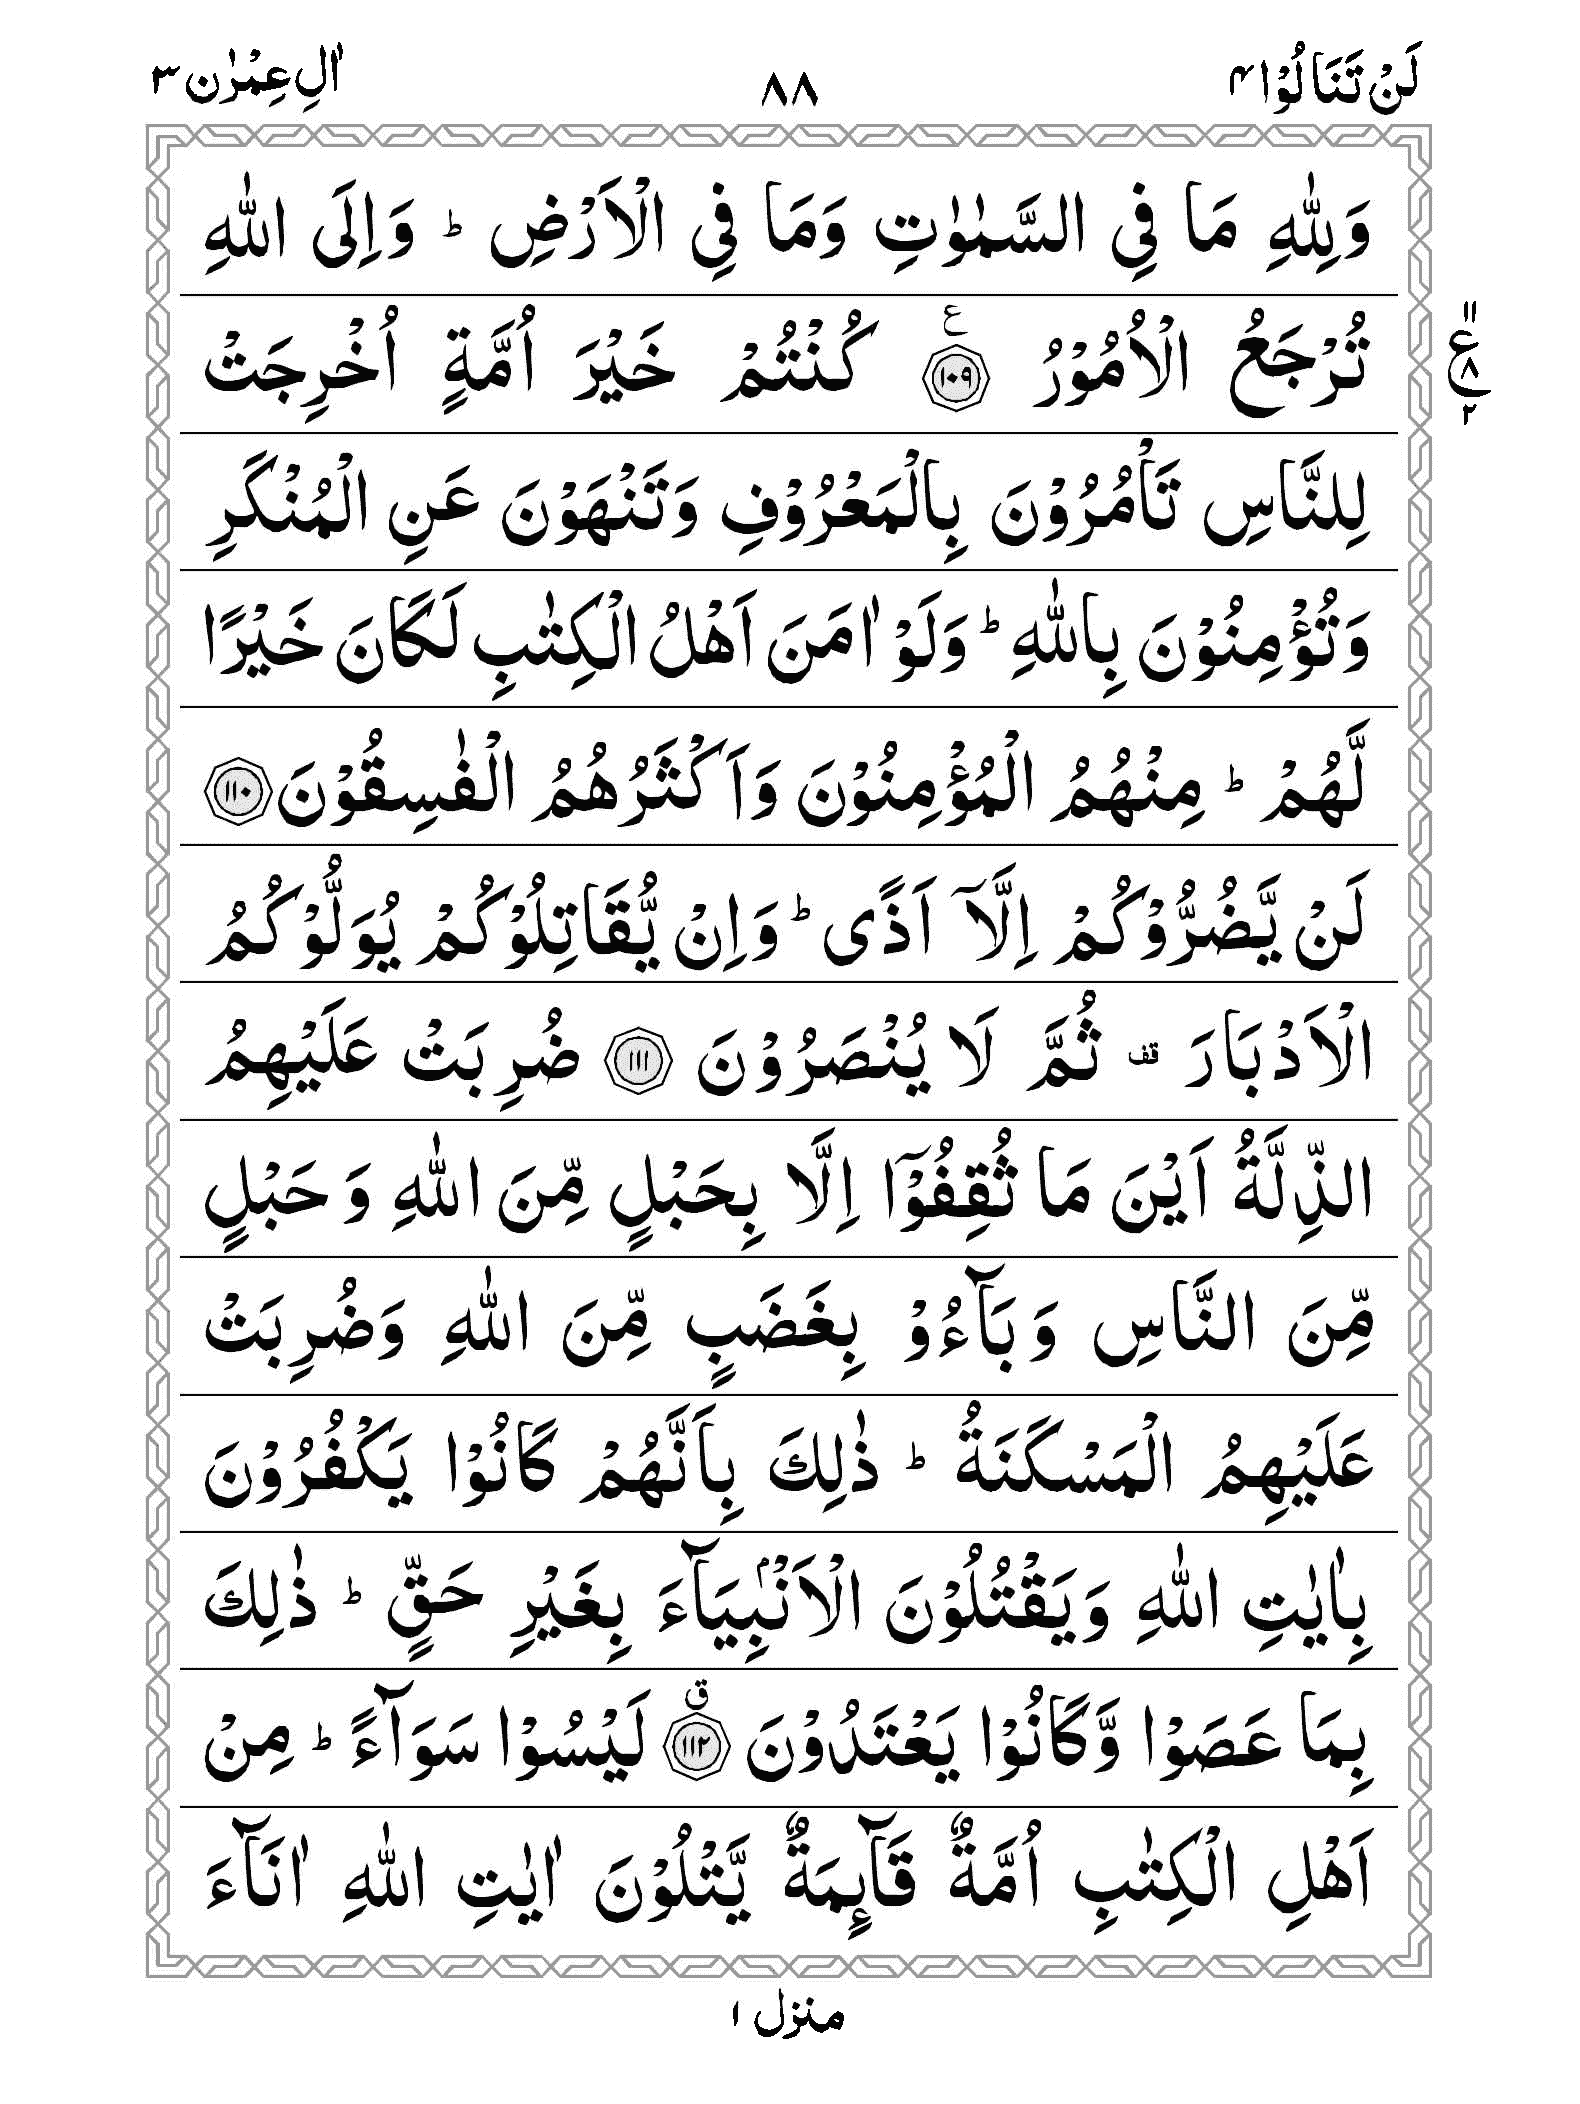 لَنْ تَنَالُوْا ۴ ۸۸ اٰلِ عِمْرٰن ۳
وَلِلّٰهِ مَا فِي السَّمٰوٰتِ وَمَا فِي الْاَرْضِ ؕ وَاِلَى اللّٰهِ
تُرْجَعُ الْاُمُوْرُ ﴿۱۰۹﴾ ع كُنْتُمْ خَيْرَ اُمَّةٍ اُخْرِجَتْ
۱۱ ع ۸ ۲
لِلنَّاسِ تَاْمُرُوْنَ بِالْمَعْرُوْفِ وَتَنْهَوْنَ عَنِ الْمُنْكَرِ
وَتُؤْمِنُوْنَ بِاللّٰهِ ؕ وَلَوْ اٰمَنَ اَهْلُ الْكِتٰبِ لَكَانَ خَيْرًا
لَّهُمْ ؕ مِنْهُمُ الْمُؤْمِنُوْنَ وَاَكْثَرُهُمُ الْفٰسِقُوْنَ ﴿۱۱۰﴾
لَنْ يَّضُرُّوْكُمْ اِلَّاۤ اَذًى ؕ وَاِنْ يُّقَاتِلُوْكُمْ يُوَلُّوْكُمُ
الْاَدْبَارَ ۟قف ثُمَّ لَا يُنْصَرُوْنَ ﴿۱۱۱﴾ ضُرِبَتْ عَلَيْهِمُ
الذِّلَّةُ اَيْنَ مَا ثُقِفُوْۤا اِلَّا بِحَبْلٍ مِّنَ اللّٰهِ وَ حَبْلٍ
مِّنَ النَّاسِ وَ بَآءُوْ بِغَضَبٍ مِّنَ اللّٰهِ وَضُرِبَتْ
عَلَيْهِمُ الْمَسْكَنَةُ ؕ ذٰلِكَ بِاَنَّهُمْ كَانُوْا يَكْفُرُوْنَ
بِاٰيٰتِ اللّٰهِ وَيَقْتُلُوْنَ الْاَنْۢبِيَآءَ بِغَيْرِ حَقٍّ ؕ ذٰلِكَ
بِمَا عَصَوْا وَّكَانُوْا يَعْتَدُوْنَ ﴿۱۱۲﴾ ق لَيْسُوْا سَوَآءً ؕ مِنْ
اَهْلِ الْكِتٰبِ اُمَّةٌ قَآئِمَةٌ يَّتْلُوْنَ اٰيٰتِ اللّٰهِ اٰنَآءَ
منزل ۱